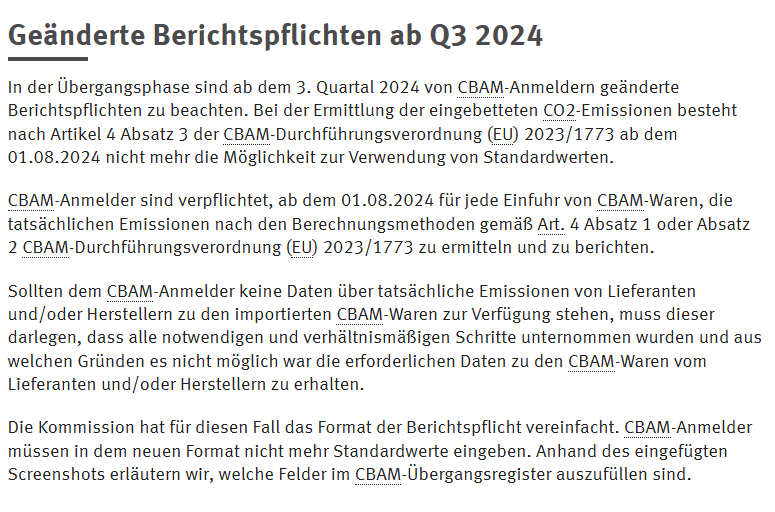 Geänderte Berichtspflichten ab Q3 2024
In der Übergangsphase sind ab dem 3. Quartal 2024 von CBAM-Anmeldern geänderte
Berichtspflichten zu beachten. Bei der Ermittlung der eingebetteten CO2-Emissionen besteht
nach Artikel 4 Absatz 3 der CBAM-Durchführungsverordnung (EU) 2023/1773 ab dem
01.08.2024 nicht mehr die Möglichkeit zur Verwendung von Standardwerten.
CBAM-Anmelder sind verpflichtet, ab dem 01.08.2024 für jede Einfuhr von CBAM-Waren, die
tatsächlichen Emissionen nach den Berechnungsmethoden gemäß Art. 4 Absatz 1 oder Absatz
2 CBAM-Durchführungsverordnung (EU) 2023/1773 zu ermitteln und zu berichten.
Sollten dem CBAM-Anmelder keine Daten über tatsächliche Emissionen von Lieferanten
und/oder Herstellern zu den importierten CBAM-Waren zur Verfügung stehen, muss dieser
darlegen, dass alle notwendigen und verhältnismäßigen Schritte unternommen wurden und aus
welchen Gründen es nicht möglich war die erforderlichen Daten zu den CBAM-Waren vom
Lieferanten und/oder Herstellern zu erhalten.
Die Kommission hat für diesen Fall das Format der Berichtspflicht vereinfacht. CBAM-Anmelder
müssen in dem neuen Format nicht mehr Standardwerte eingeben. Anhand des eingefügten
Screenshots erläutern wir, welche Felder im CBAM-Übergangsregister auszufüllen sind.